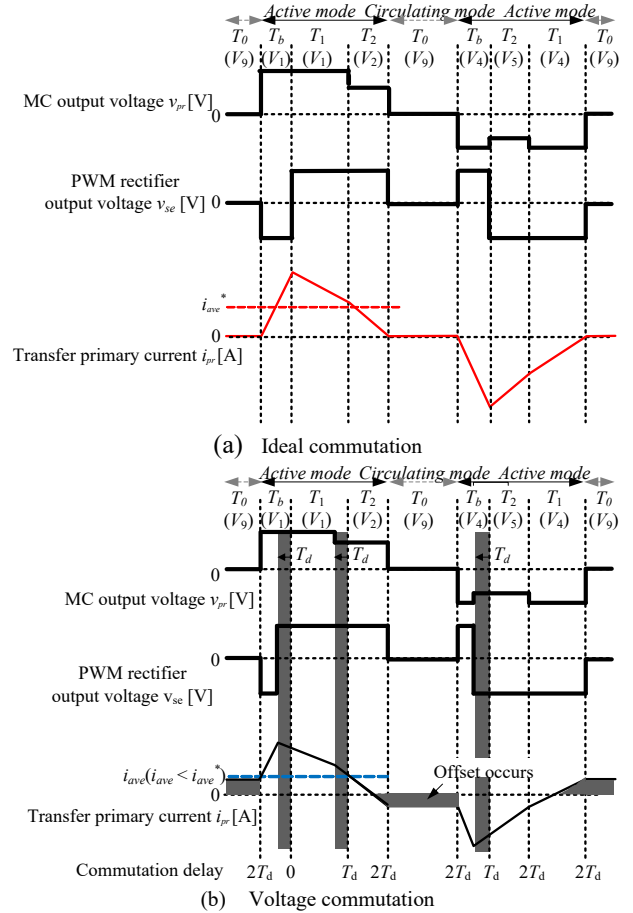 Active mode Circulating mode Active mode
T0 Tb T1 T2 T0 Tb T2 T1 T0
(V9) (V1) (V1) (V2) (V9) (V4) (V5) (V4) (V9)
MC output voltage vpr [V]
0
PWM rectifier
output voltage vse [V]
0
iave*
0
Transfer primary current ipr [A]
(a) Ideal commutation
Active mode Circulating mode Active mode
T0 Tb T1 T2 T0 Tb T2 T1 T0
(V9) (V1) (V1) (V2) (V9) (V4) (V5) (V4) (V9)
Td Td Td
0
MC output voltage vpr [V]
0
PWM rectifier
output voltage vse [V]
Offset occurs
iave(iave < iave*)
0
Transfer primary current ipr [A]
Commutation delay 2Td 0 Td 2Td 2Td Td 0 2Td
(b) Voltage commutation